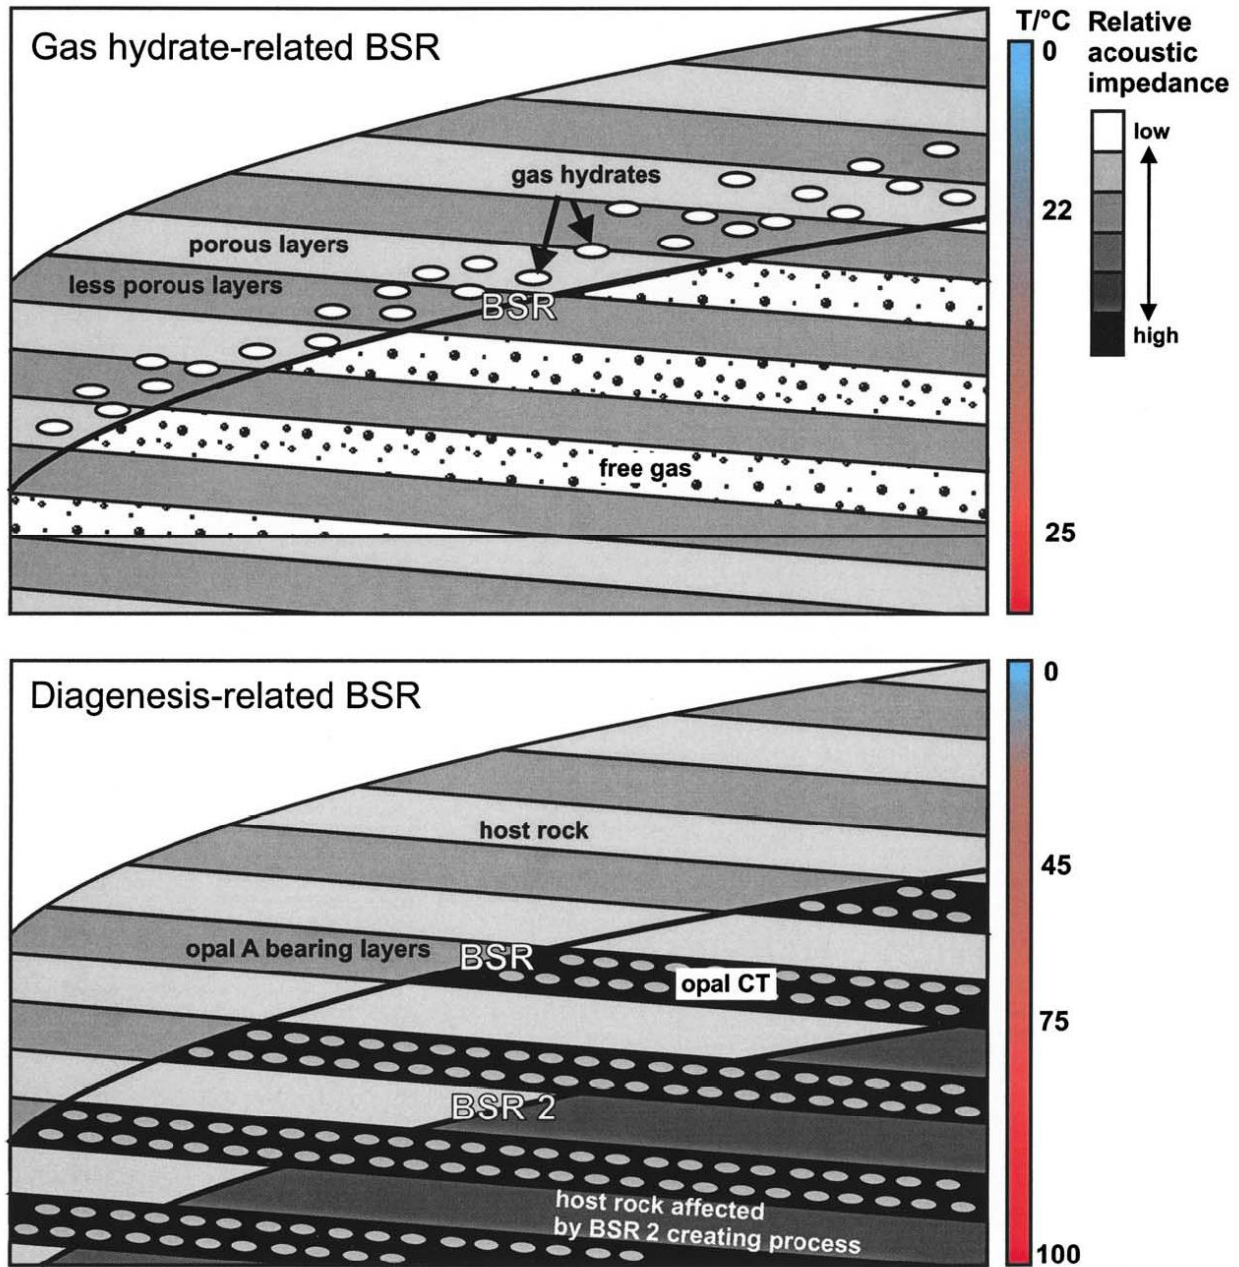 Gas hydrate-related BSR
T/°C
Relative
acoustic
impedance
0
low
gas hydrates
22
porous layers
less porous layers
BSR
high
free gas
25
Diagenesis-related BSR
0
host rock
45
opal A bearing layers
BSR
opal CT
75
BSR 2
host rock affected
by BSR 2 creating process
100